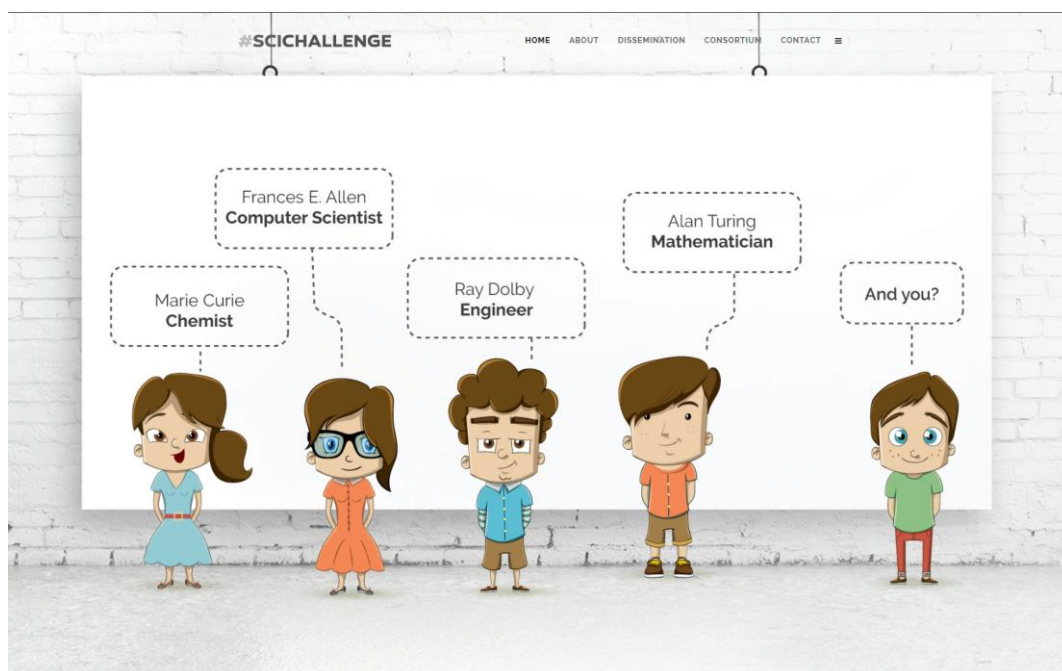 #SCICHALLENGE
HOME ABOUT DISSEMINATION CONSORTIUM CONTACT
Frances E. Allen
Computer Scientist
Alan Turing
Mathematician
Marie Curie
Chemist
Ray Dolby
Engineer
And you?